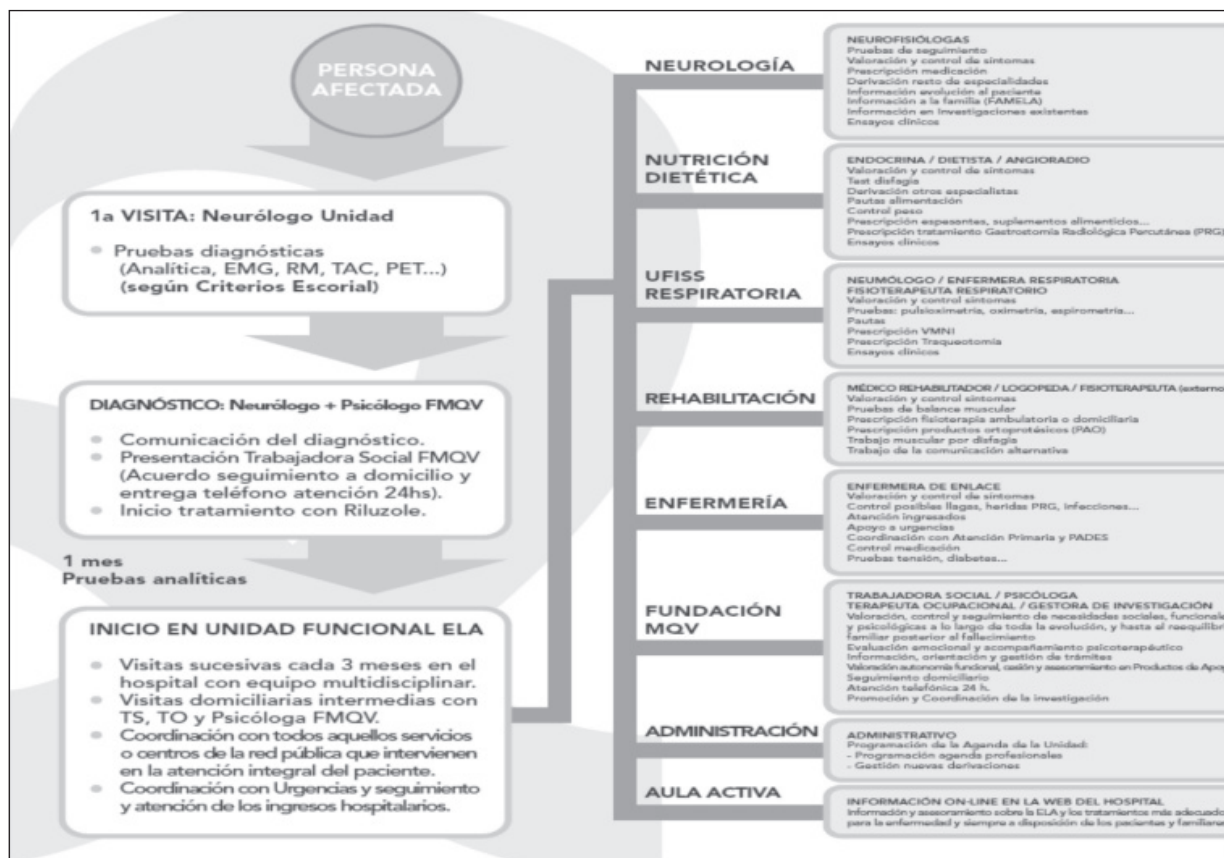 PERSONA
AFECTADA
1a VISITA: Neurólogo Unidad
Pruebas diagnósticas
(Analítica, EMG, RM, TAC, PET...)
(según Criterios Escorial)
DIAGNÓSTICO: Neurólogo + Psicólogo FMQV
Comunicación del diagnóstico.
Presentación Trabajadora Social FMQV
(Acuerdo seguimiento a domicilio y
entrega teléfono atención 24hs).
Inicio tratamiento con Riluzole.
1 mes
Pruebas analíticas
INICIO EN UNIDAD FUNCIONAL ELA
Visitas sucesivas cada 3 meses en el
hospital con equipo multidisciplinar.
Visitas domiciliarias intermedias con
TS, TO y Psicóloga FMQV.
Coordinación con todos aquellos servicios
o centros de la red pública que intervienen
en la atención integral del paciente.
Coordinación con Urgencias y seguimiento
y atención de los ingresos hospitalarios.
NEUROLOGÍA
NEUROFISIÓLOGAS
Pruebas de seguimiento
Valoración y control de síntomas
Prescripción medicación
Derivación resto de especialidades
Información evolución al paciente
Información a la familia (FAMELA)
Información en investigaciones existentes
Ensayos clínicos
NUTRICIÓN
DIETÉTICA
ENDOCRINA / DIETISTA / ANGIORADIO
Valoración y control de síntomas
Test disfagia
Derivación otros especialistas
Pautas alimentación
Control peso
Prescripción espesantes, suplementos alimenticios...
Prescripción tratamiento Gastrostomía Radiológica Percutánea (PRG)
Ensayos clínicos
UFISS
RESPIRATORIA
NEUMÓLOGO / ENFERMERA RESPIRATORIA
FISIOTERAPEUTA RESPIRATORIO
Valoración y control síntomas
Pruebas: pulsioximetría, oximetría, espirometría...
Pautas
Prescripción VMNI
Prescripción Traqueotomía
Ensayos clínicos
REHABILITACIÓN
MÉDICO REHABILITADOR / LOGOPEDA / FISIOTERAPEUTA (externo
Valoración y control síntomas
Pruebas de balance muscular
Prescripción fisioterapia ambulatoria o domiciliaria
Prescripción productos ortoprotésicos (PAO)
Trabajo muscular por disfagia
Trabajo de la comunicación alternativa
ENFERMERÍA
ENFERMERA DE ENLACE
Valoración y control de síntomas
Control posibles llagas, heridas PRG, infecciones...
Atención ingresados
Apoyo a urgencias
Coordinación con Atención Primaria y PADES
Control medicación
Pruebas tensión, diabetes...
FUNDACIÓN
MQV
TRABAJADORA SOCIAL / PSICÓLOGA
TERAPEUTA OCUPACIONAL / GESTORA DE INVESTIGACIÓN
Valoración, control y seguimiento de necesidades sociales, funcionale
y psicológicas a lo largo de toda la evolución, y hasta el reequilibri
familiar posterior al fallecimiento
Evaluación emocional y acompañamiento psicoterapéutico
Información, orientación y gestión de trámites
Valoración autonomía funcional, cesión y asesoramiento en Productos de Apoy
Seguimiento domiciliario
Atención telefónica 24 h.
Promoción y Coordinación de la investigación
ADMINISTRACIÓN
ADMINISTRATIVO
Programación de la Agenda de la Unidad:
- Programación agenda profesionales
- Gestión nuevas derivaciones
AULA ACTIVA
INFORMACIÓN ON-LINE EN LA WEB DEL HOSPITAL
Información y asesoramiento sobre la ELA y los tratamientos más adecuado
para la enfermedad y siempre a disposición de los pacientes y familiares